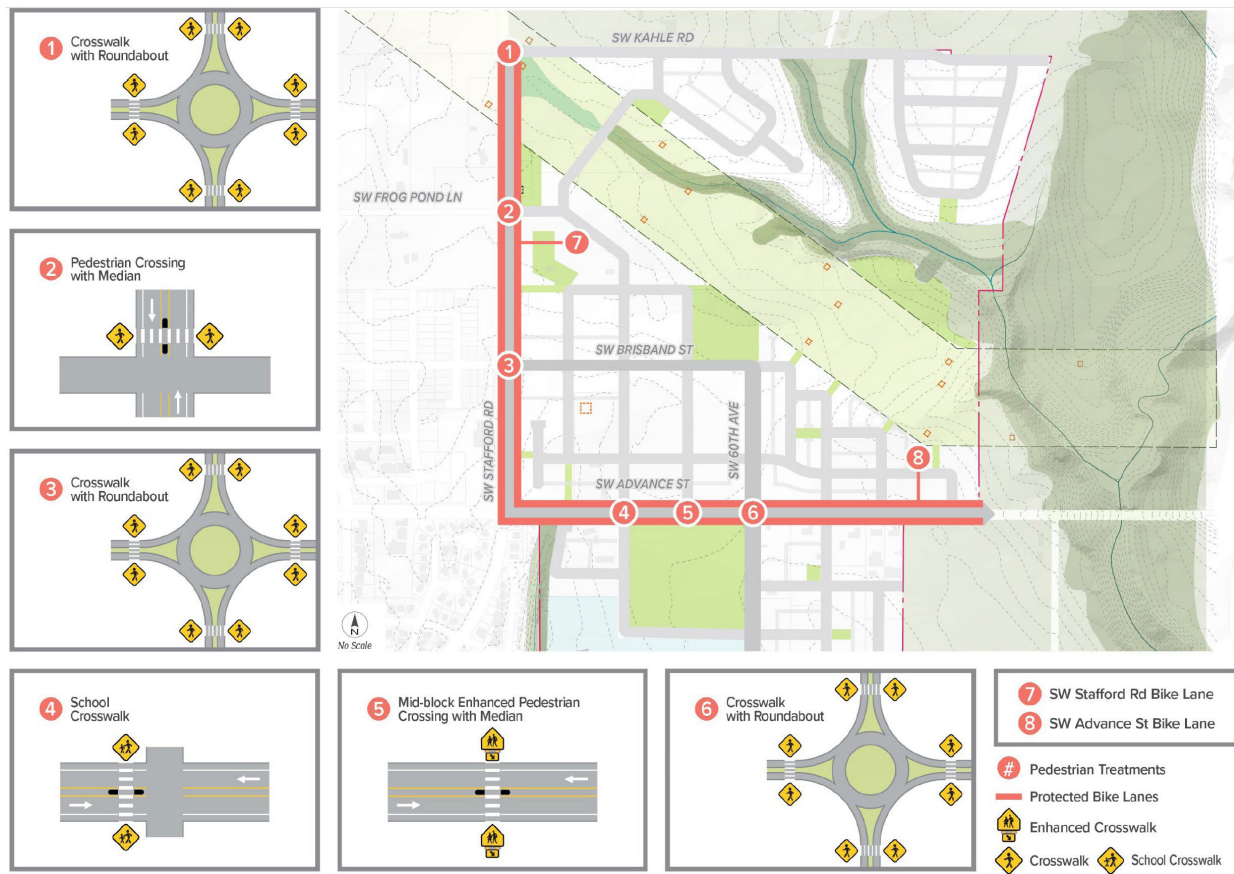 1 Crosswalk
with Roundabout
2 Pedestrian Crossing
with Median
3 Crosswalk
with Roundabout
SW KAHLE RD
1
SW FROG POND LN
2
7
SW BRISBAND ST
3
SW STAFFORD RD
SW 60TH AVE
8
SW ADVANCE ST
4
5
6
N
No Scale
4 School
Crosswalk
5 Mid-block Enhanced Pedestrian
Crossing with Median
6 Crosswalk
with Roundabout
7 SW Stafford Rd Bike Lane
8 SW Advance St Bike Lane
# Pedestrian Treatments
Protected Bike Lanes
Enhanced Crosswalk
Crosswalk
School Crosswalk